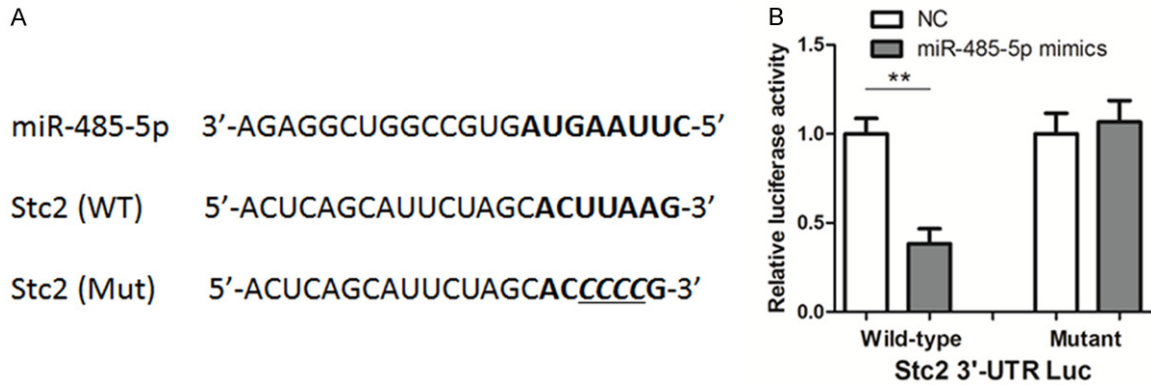 A
miR-485-5p 3'-AGAGGCUGGCCGUGAUGAAUUC-5'
Stc2 (WT) 5'-ACUCAGCAUUCUAGCACUUAAG-3'
Stc2 (Mut) 5'-ACUCAGCAUUCUAGCACCCCCG-3'
B
NC
miR-485-5p mimics
Relative luciferase activity
1.5
1.0
0.5
0.0
**
Wild-type Mutant
Stc2 3'-UTR Luc